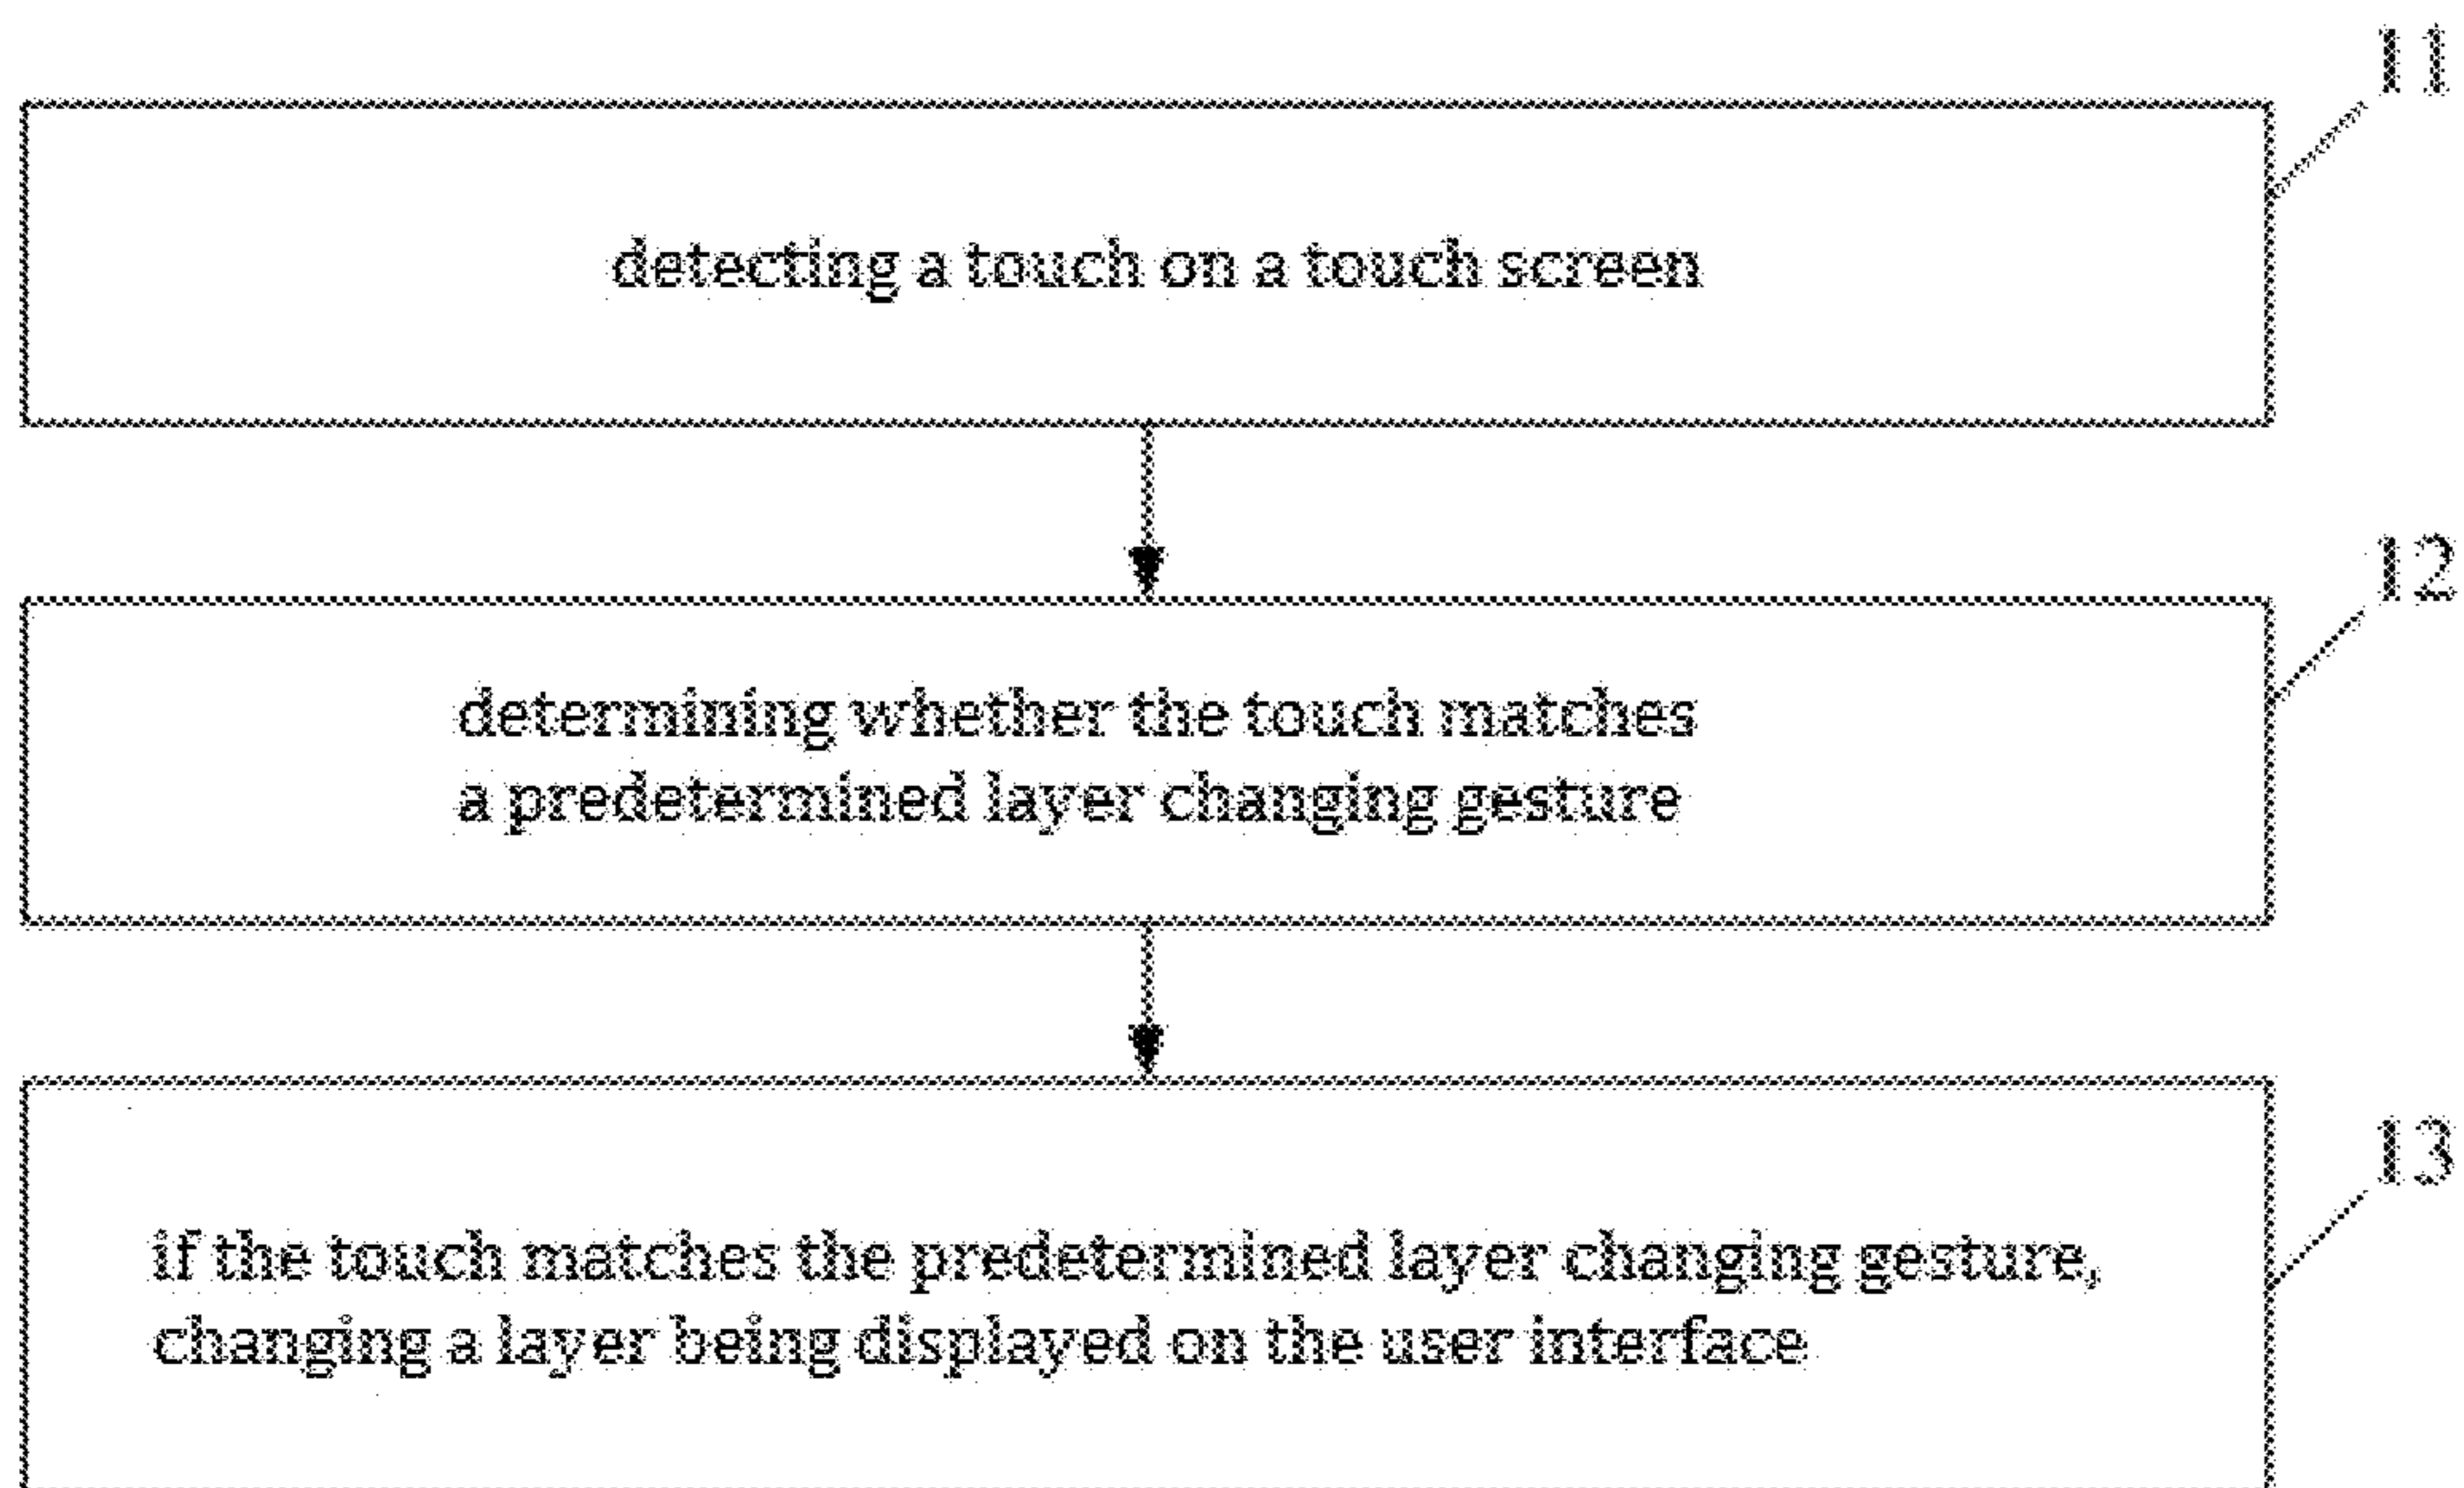 11
detecting a touch on a touch screen
12
determining whether the touch matches
a predetermined layer changing gesture
13
if the touch matches the predetermined layer changing gesture,
changing a layer being displayed on the user interface